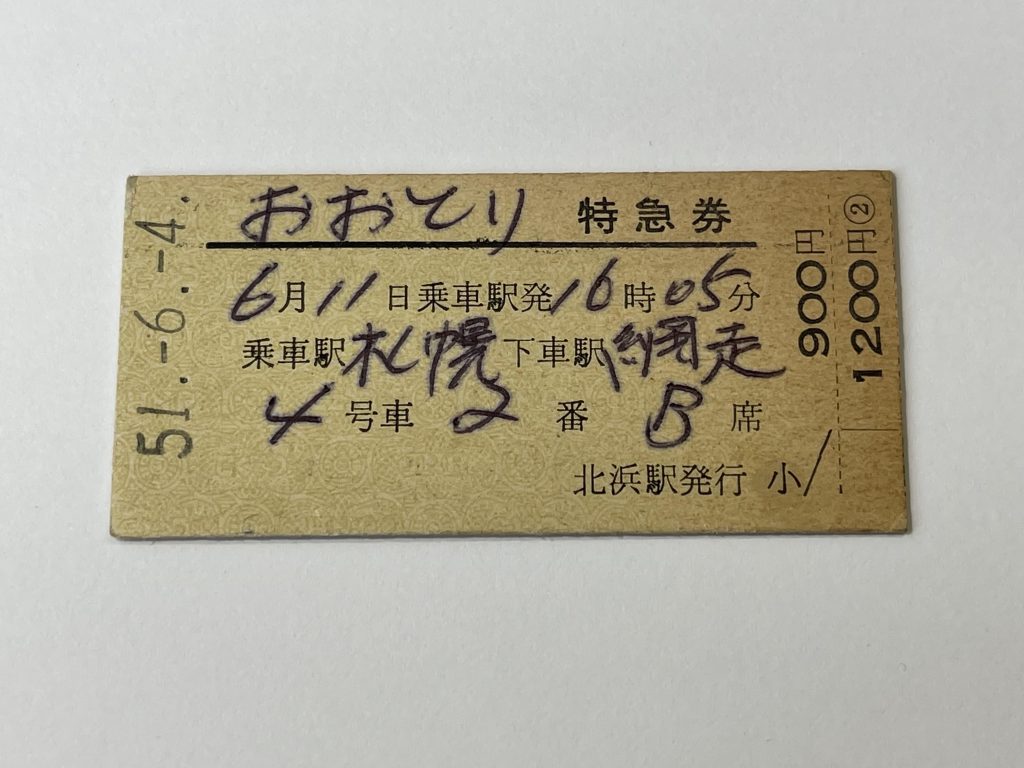 51.-6.-4.
おおとり 特急券
6月11日乗車駅発16時05分
乗車駅札幌 下車駅網走
4号車 2番 B席
北浜駅発行 小
900円
1200円②